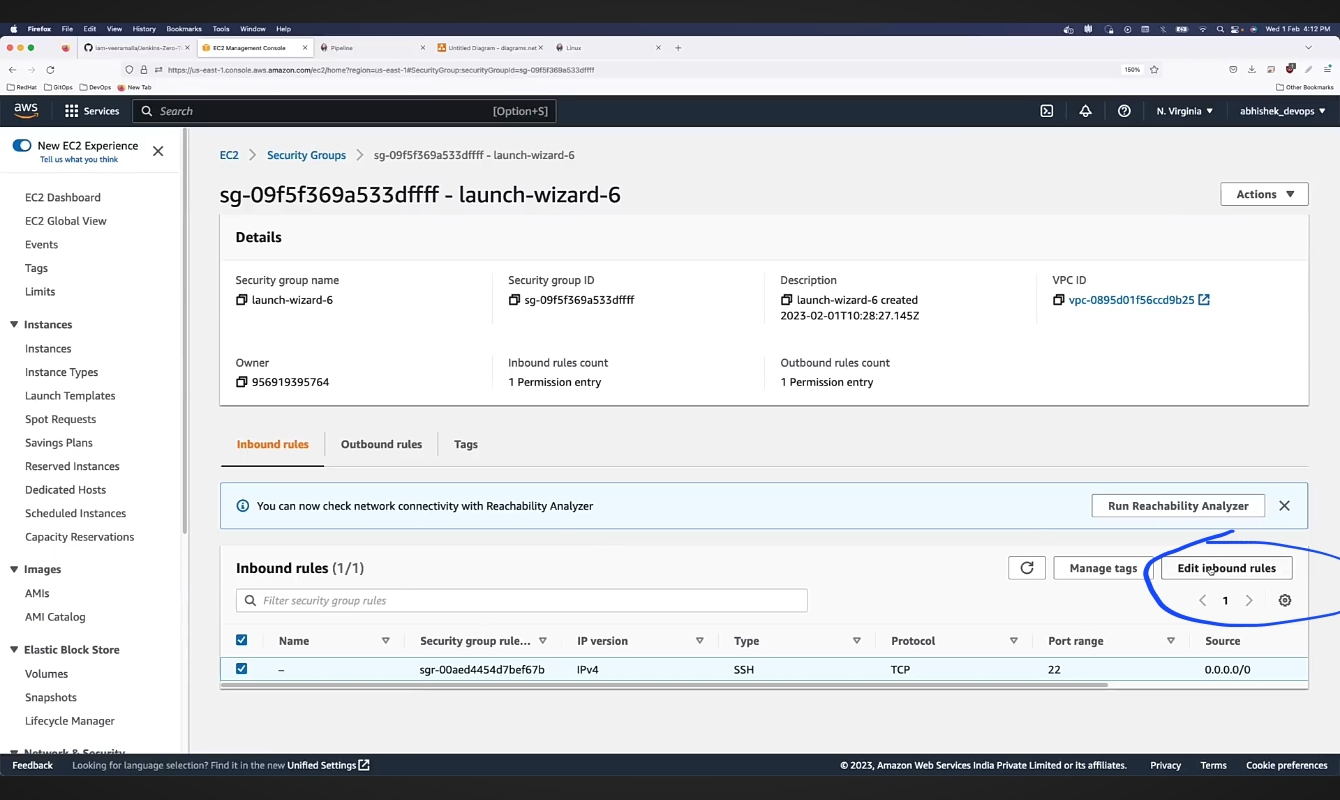 Firefox File Edit View History Bookmarks Tools Window Help Wed 1 Feb 4:12 PM
iam-veeramalla/Jenkins-Zero-T EC2 Management Console Pipeline Untitled Diagram - diagrams.net Linux
https://us-east-1.console.aws.amazon.com/ec2/home?region=us-east-1#SecurityGroup:securityGroupId=sg-09f5f369a533dffff 150%
RedHat GitOps DevOps New Tab Other Bookmarks
aws Services Search [Option+S] N. Virginia abhishek_devops
New EC2 Experience
Tell us what you think
EC2 Dashboard
EC2 Global View
Events
Tags
Limits
Instances
Instances
Instance Types
Launch Templates
Spot Requests
Savings Plans
Reserved Instances
Dedicated Hosts
Scheduled Instances
Capacity Reservations
Images
AMIs
AMI Catalog
Elastic Block Store
Volumes
Snapshots
Lifecycle Manager
Network & Security
EC2 Security Groups sg-09f5f369a533dffff - launch-wizard-6
sg-09f5f369a533dffff - launch-wizard-6 Actions
Details
Security group name Security group ID Description VPC ID
launch-wizard-6 sg-09f5f369a533dffff launch-wizard-6 created vpc-0895d01f56ccd9b25
2023-02-01T10:28:27.145Z
Owner Inbound rules count Outbound rules count
956919395764 1 Permission entry 1 Permission entry
Inbound rules Outbound rules Tags
You can now check network connectivity with Reachability Analyzer Run Reachability Analyzer
Inbound rules (1/1) Manage tags Edit inbound rules
Filter security group rules 1
Name Security group rule... IP version Type Protocol Port range Source
– sgr-00aed4454d7bef67b IPv4 SSH TCP 22 0.0.0.0/0
Feedback Looking for language selection? Find it in the new Unified Settings © 2023, Amazon Web Services India Private Limited or its affiliates. Privacy Terms Cookie preferences